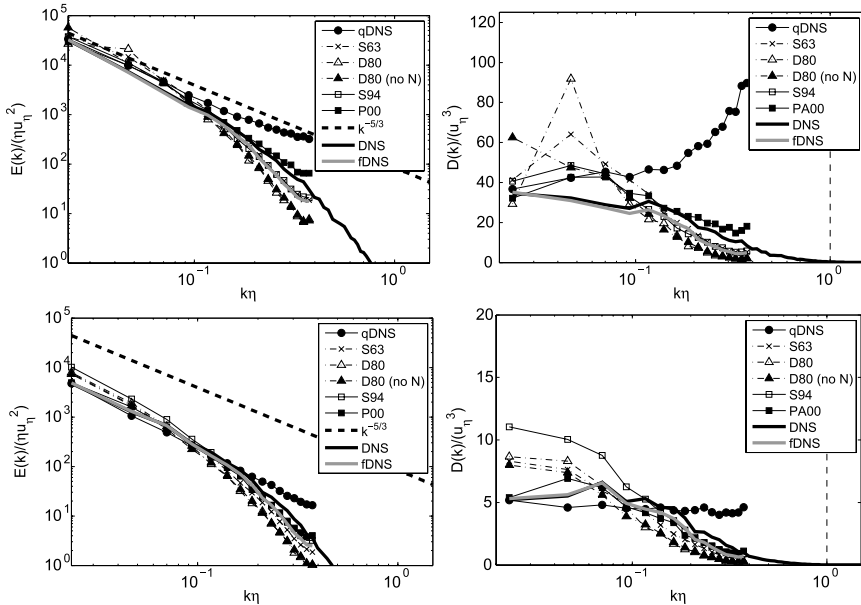 10^5
10^4
10^3
10^2
10^1
10^0
E(k)/(ηu_η^2)
qDNS
S63
D80
D80 (no N)
S94
P00
k^-5/3
DNS
fDNS
10^-1
10^0
kη
120
100
80
60
40
20
0
D(k)/(u_η^3)
qDNS
S63
D80
D80 (no N)
S94
PA00
DNS
fDNS
10^-1
10^0
kη
10^5
10^4
10^3
10^2
10^1
10^0
E(k)/(ηu_η^2)
qDNS
S63
D80
D80 (no N)
S94
P00
k^-5/3
DNS
fDNS
10^-1
10^0
kη
20
15
10
5
0
D(k)/(u_η^3)
qDNS
S63
D80
D80 (no N)
S94
PA00
DNS
fDNS
10^-1
10^0
kη